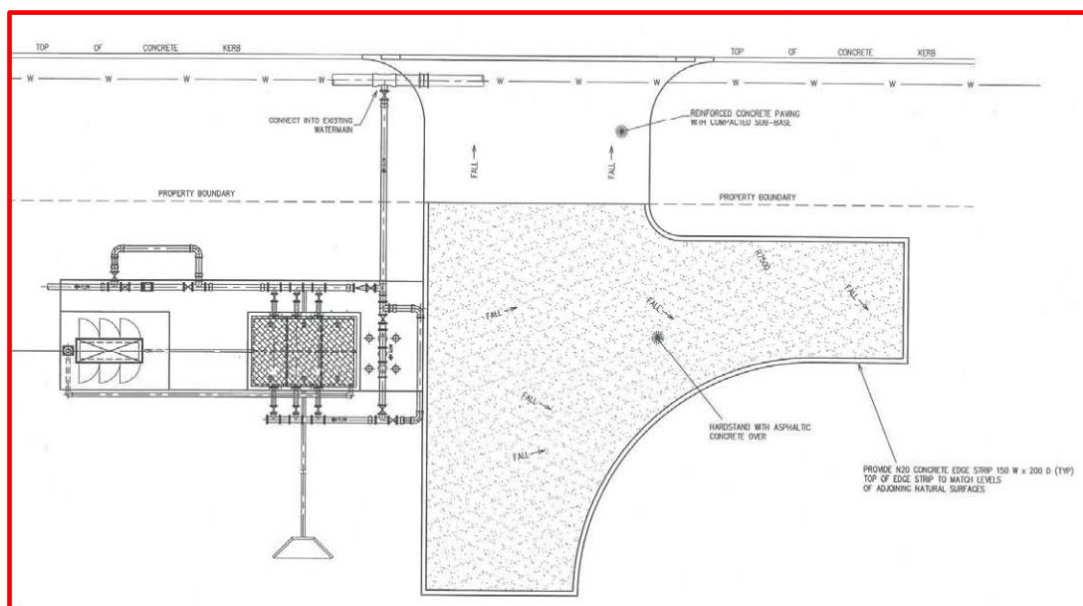 TOP OF CONCRETE KERB
TOP OF CONCRETE KERB
W W W W W W W W W W
CONNECT INTO EXISTING
WATERMAIN
REINFORCED CONCRETE PAVING
WITH COMPACTED SUB-BASE
FALL
FALL
PROPERTY BOUNDARY
PROPERTY BOUNDARY
R7500
FALL
FALL
FALL
FALL
FALL
HARDSTAND WITH ASPHALTIC
CONCRETE OVER
PROVIDE N20 CONCRETE EDGE STRIP 150 W x 200 D (TYP)
TOP OF EDGE STRIP TO MATCH LEVELS
OF ADJOINING NATURAL SURFACES